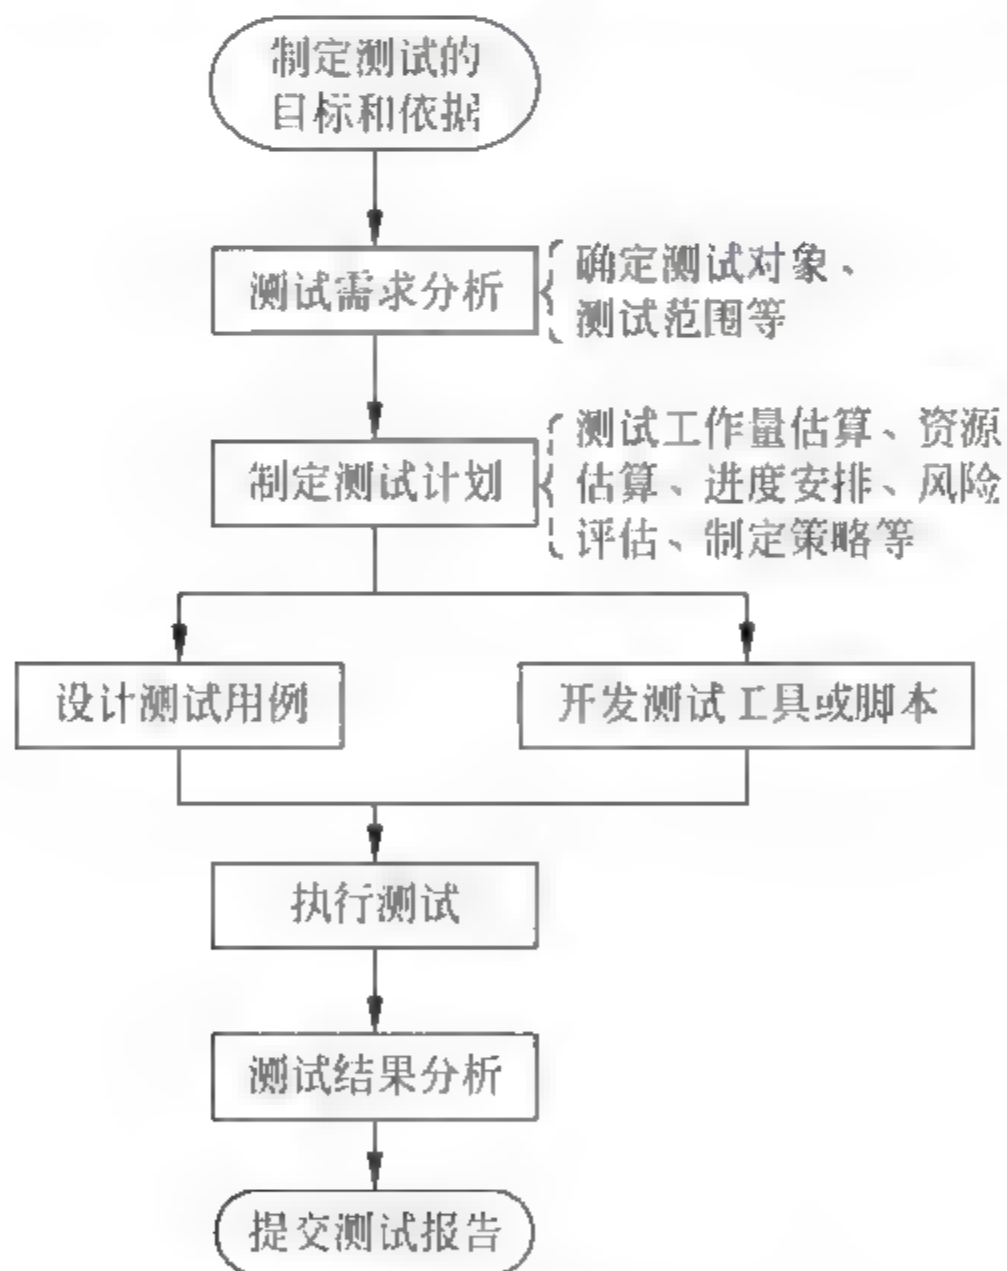 制定测试的
目标和依据
测试需求分析
确定测试对象、
测试范围等
制定测试计划
测试工作量估算、资源
估算、进度安排、风险
评估、制定策略等
设计测试用例
开发测试工具或脚本
执行测试
测试结果分析
提交测试报告